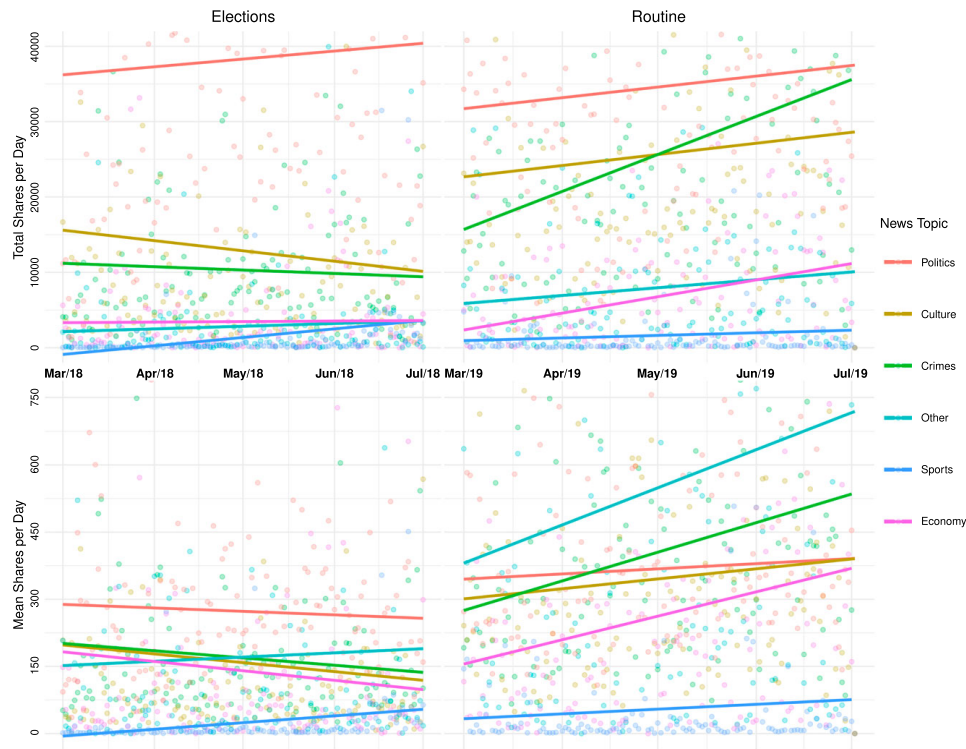 Elections
Routine
Total Shares per Day
40000
30000
20000
10000
0
Mar/18
Apr/18
May/18
Jun/18
Jul/18
Mar/19
Apr/19
May/19
Jun/19
Jul/19
Mean Shares per Day
750
600
450
300
150
0
News Topic
Politics
Culture
Crimes
Other
Sports
Economy